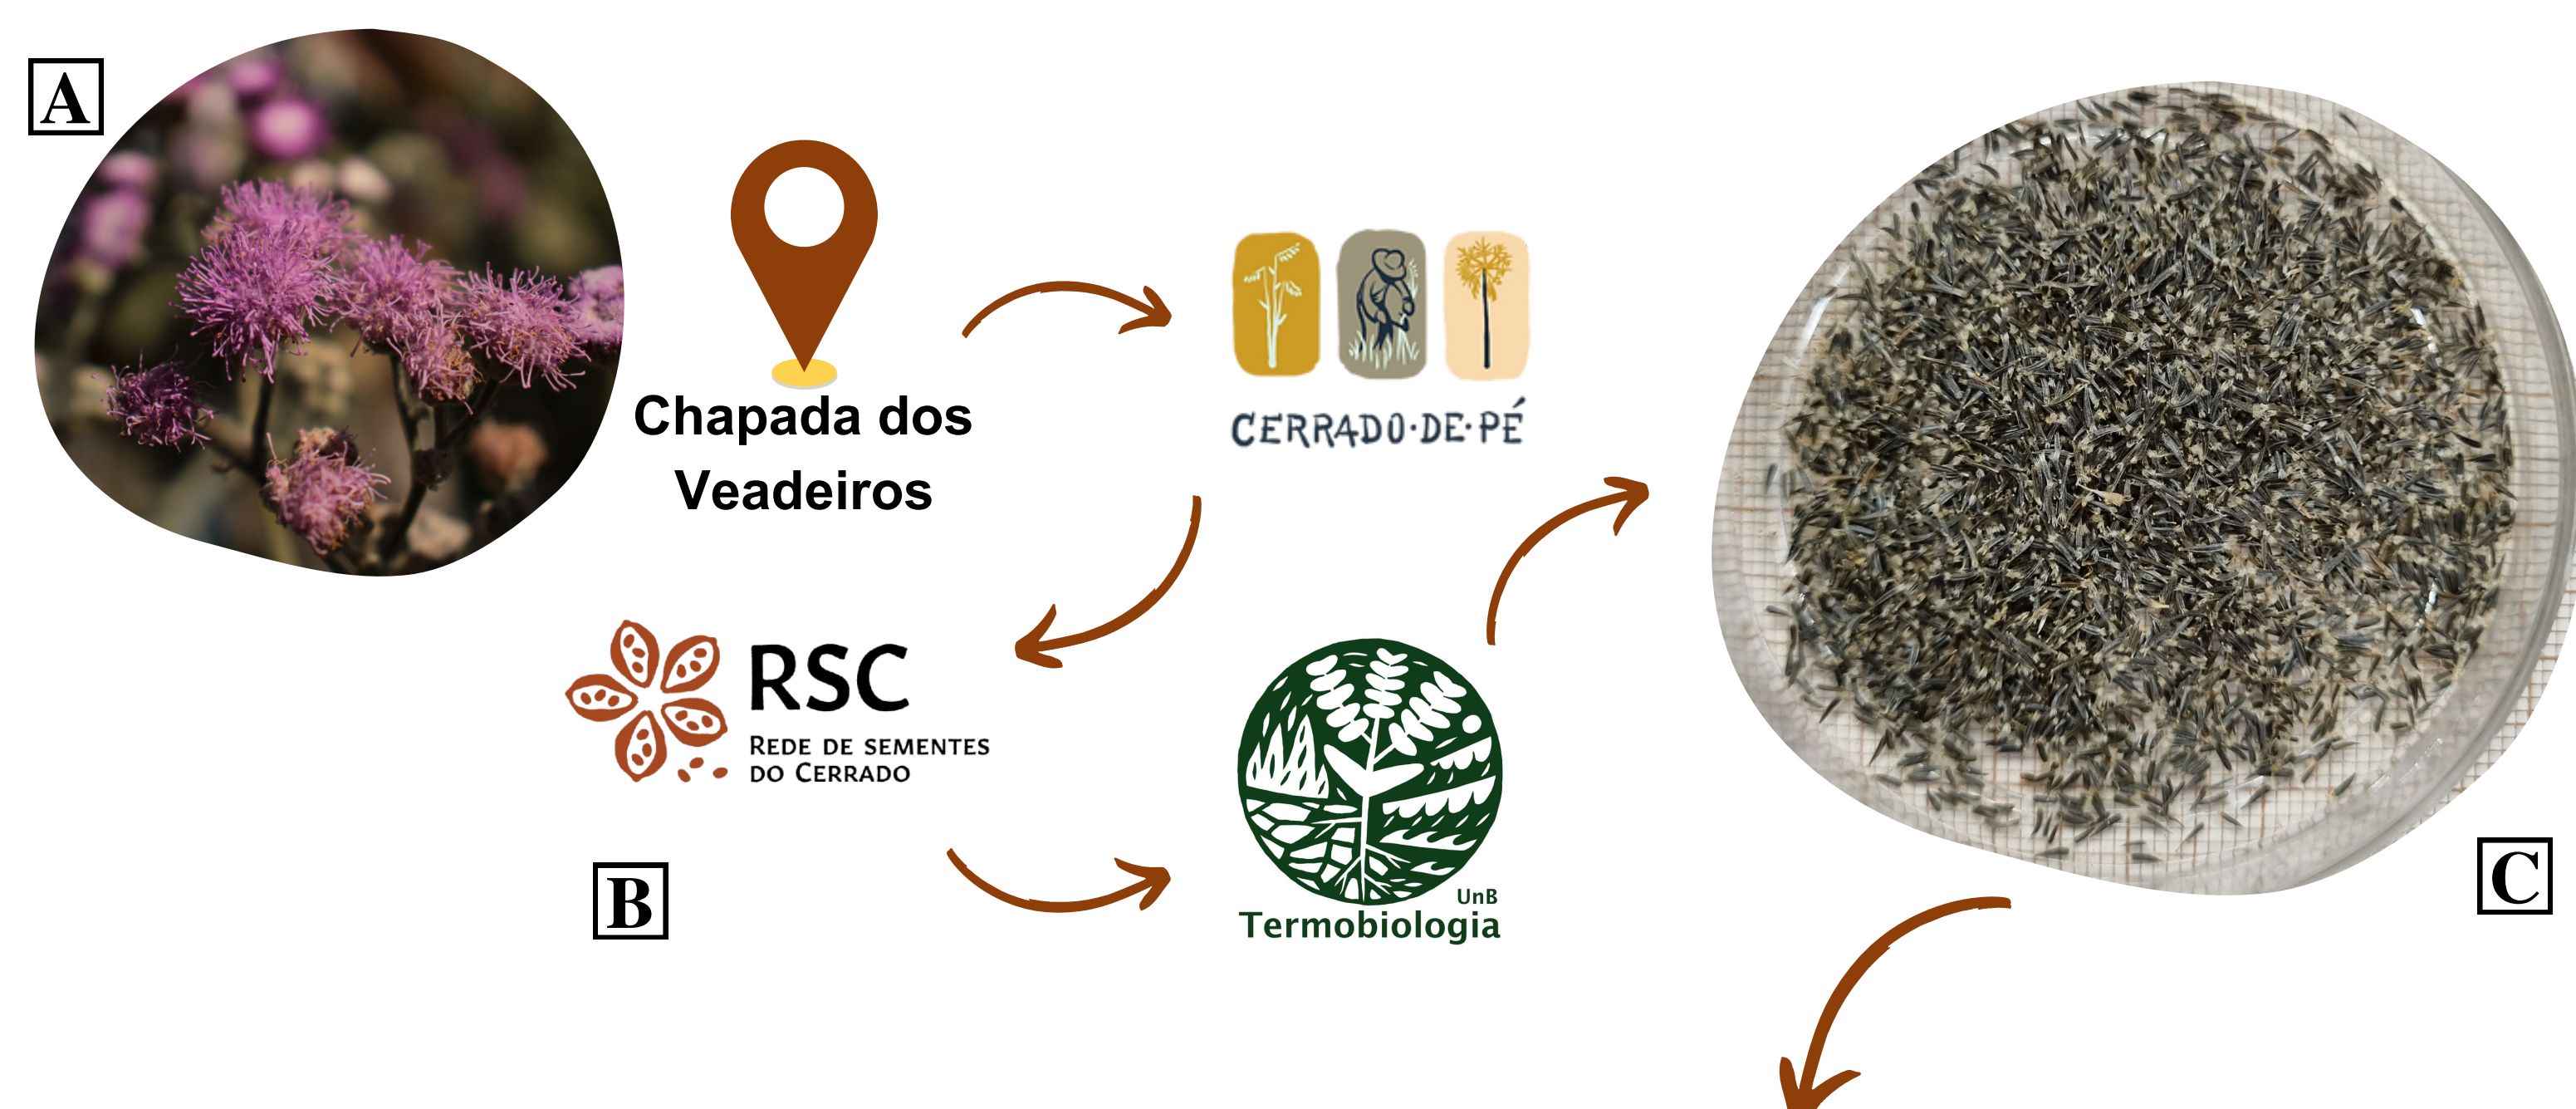 A
Chapada dos
Veadeiros
CERRADO·DE·PÉ
RSC
REDE DE SEMENTES
DO CERRADO
B
UnB
Termobiologia
C